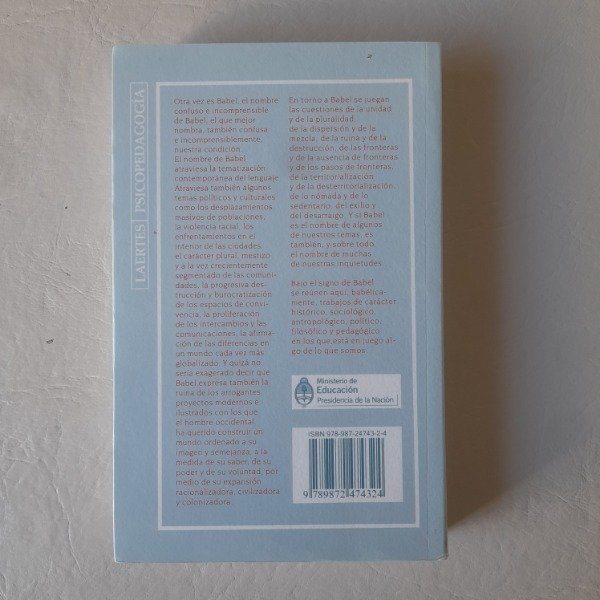 LAERTES | PSICOPEDAGOGÍA
Otra vez es Babel, el nombre
confuso e incomprensible
de Babel, el que mejor
nombra, también confusa
e incomprensiblemente,
nuestra condición.
El nombre de Babel
atraviesa la tematización
contemporánea del lenguaje.
Atraviesa también algunos
temas políticos y culturales
como los desplazamientos
masivos de poblaciones,
la violencia racial, los
enfrentamientos en el
interior de las ciudades,
el carácter plural, mestizo
y a la vez crecientemente
segmentado de las comuni-
dades, la progresiva des-
trucción y burocratización
de los espacios de convi-
vencia, la proliferación
de los intercambios y las
comunicaciones, la afirma-
ción de las diferencias en
un mundo cada vez más
globalizado. Y quizá no
sería exagerado decir que
Babel expresa también la
ruina de los arrogantes
proyectos modernos e
ilustrados con los que
el hombre occidental
ha querido construir un
mundo ordenado a su
imagen y semejanza, a la
medida de su saber, de su
poder y de su voluntad, por
medio de su expansión
racionalizadora, civilizadora
y colonizadora.
En torno a Babel se juegan
las cuestiones de la unidad
y de la pluralidad,
de la dispersión y de la
mezcla, de la ruina y de la
destrucción, de las fronteras
y de la ausencia de fronteras
y de los pasos de fronteras,
de la territorialización
y de la desterritorialización,
de lo nómada y de lo
sedentario, del exilio y
del desarraigo. Y si Babel
es el nombre de algunos
de nuestros temas, es
también, y sobre todo,
el nombre de muchas
de nuestras inquietudes.
Bajo el signo de Babel
se reúnen aquí, babélica-
mente, trabajos de carácter
histórico, sociológico,
antropológico, político,
filosófico y pedagógico
en los que está en juego al-
go de lo que somos.
Ministerio de
Educación
Presidencia de la Nación
ISBN 978-987-24743-2-4
9 789872 474324